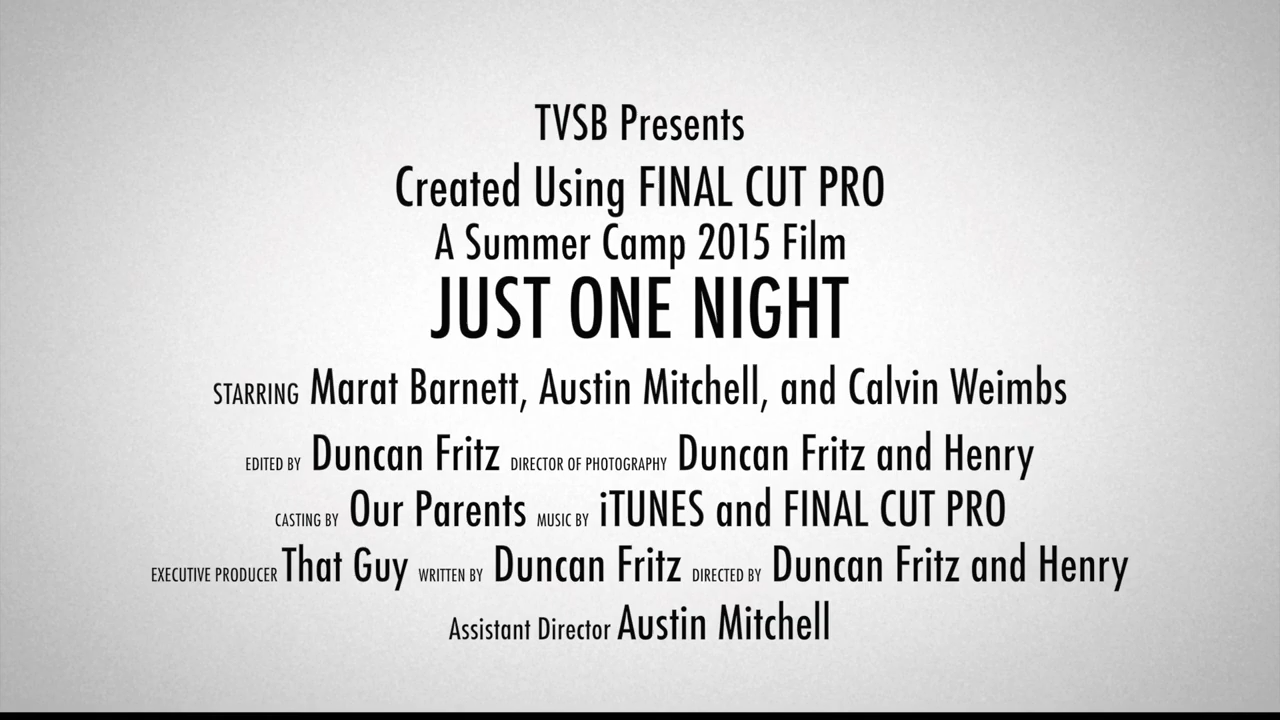 TVSB Presents
Created Using FINAL CUT PRO
A Summer Camp 2015 Film
JUST ONE NIGHT
STARRING Marat Barnett, Austin Mitchell, and Calvin Weimbs
EDITED BY Duncan Fritz DIRECTOR OF PHOTOGRAPHY Duncan Fritz and Henry
CASTING BY Our Parents MUSIC BY iTUNES and FINAL CUT PRO
EXECUTIVE PRODUCER That Guy WRITTEN BY Duncan Fritz DIRECTED BY Duncan Fritz and Henry
Assistant Director Austin Mitchell